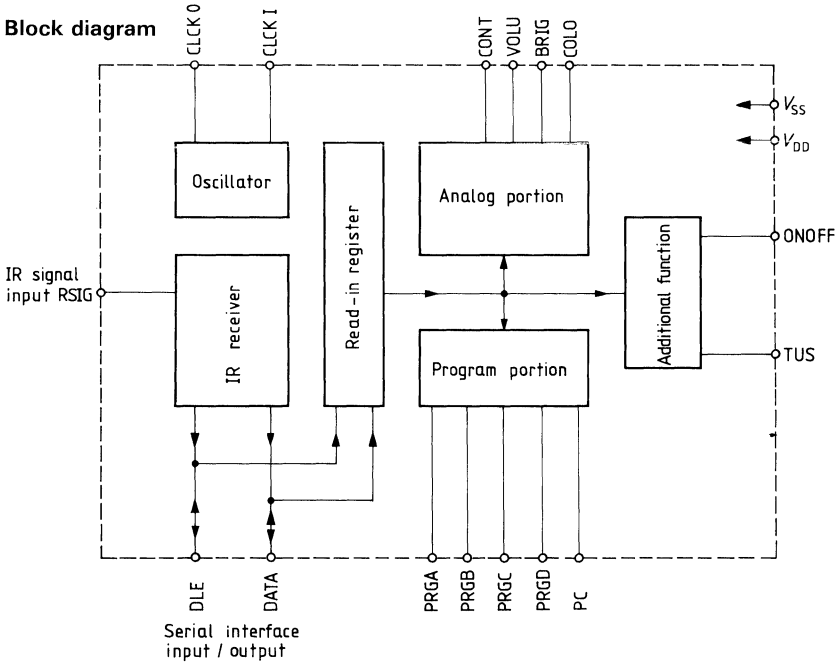 Block diagram
CLCK O
CLCK I
CONT
VOLU
BRIG
COLO
VSS
VDD
Oscillator
Read-in register
Analog portion
Additional function
ONOFF
IR signal
input RSIG
IR receiver
Program portion
TUS
DLE
DATA
PRGA
PRGB
PRGC
PRGD
PC
Serial interface
input / output